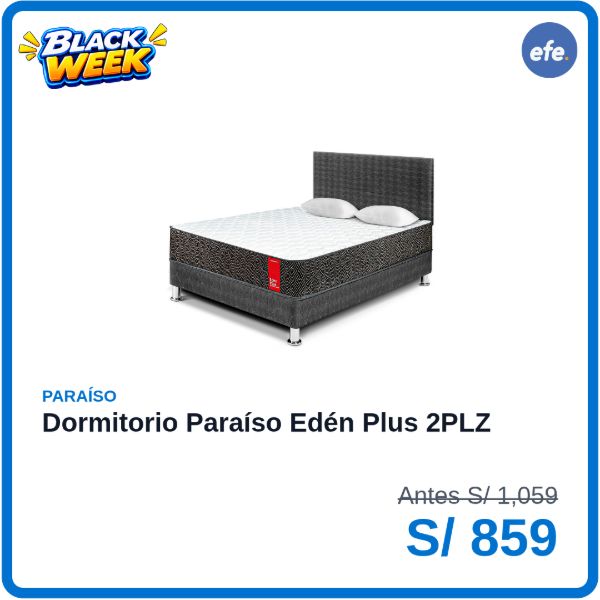 BLACK
WEEK
efe.
PARAÍSO
Dormitorio Paraíso Edén Plus 2PLZ
Antes S/ 1,059
S/ 859